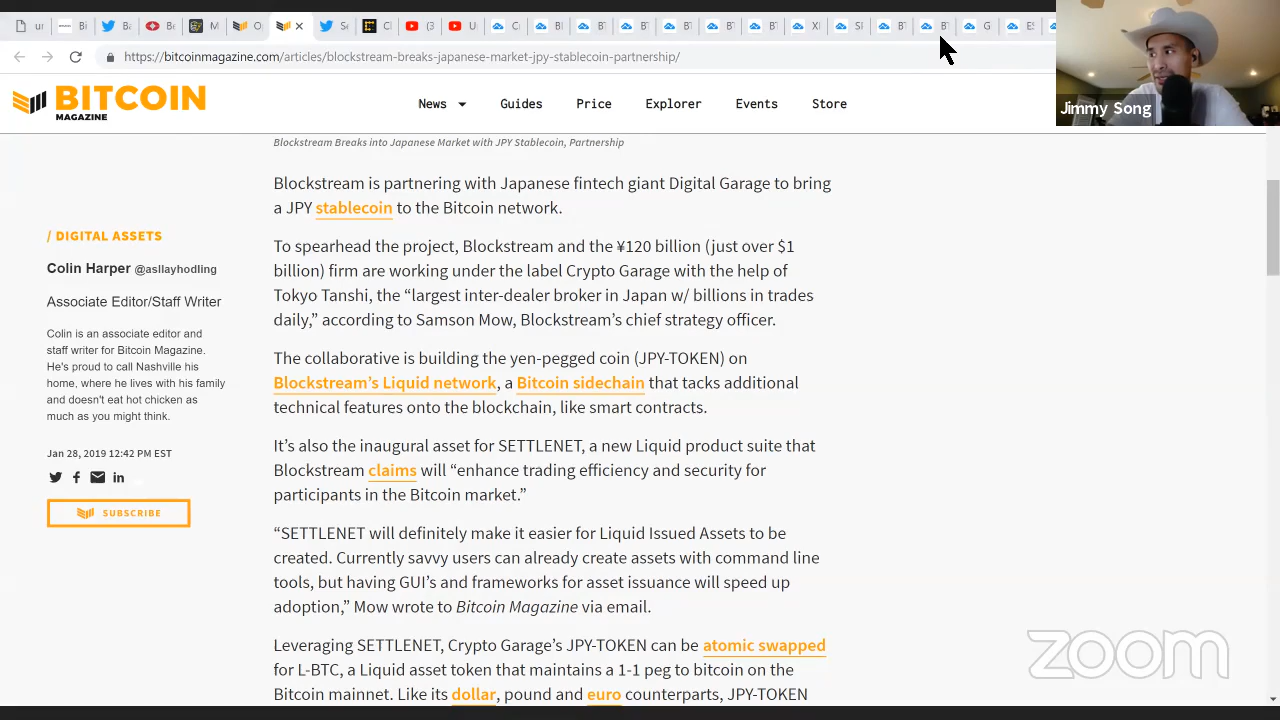 https://bitcoinmagazine.com/articles/blockstream-breaks-japanese-market-jpy-stablecoin-partnership/
BITCOIN
MAGAZINE
News
Guides
Price
Explorer
Events
Store
Jimmy Song
Blockstream Breaks into Japanese Market with JPY Stablecoin, Partnership
/ DIGITAL ASSETS
Colin Harper @asllayhodling
Associate Editor/Staff Writer
Colin is an associate editor and
staff writer for Bitcoin Magazine.
He's proud to call Nashville his
home, where he lives with his family
and doesn't eat hot chicken as
much as you might think.
Jan 28, 2019 12:42 PM EST
SUBSCRIBE
Blockstream is partnering with Japanese fintech giant Digital Garage to bring
a JPY stablecoin to the Bitcoin network.
To spearhead the project, Blockstream and the ¥120 billion (just over $1
billion) firm are working under the label Crypto Garage with the help of
Tokyo Tanshi, the “largest inter-dealer broker in Japan w/ billions in trades
daily,” according to Samson Mow, Blockstream’s chief strategy officer.
The collaborative is building the yen-pegged coin (JPY-TOKEN) on
Blockstream’s Liquid network, a Bitcoin sidechain that tacks additional
technical features onto the blockchain, like smart contracts.
It’s also the inaugural asset for SETTLENET, a new Liquid product suite that
Blockstream claims will “enhance trading efficiency and security for
participants in the Bitcoin market.”
“SETTLENET will definitely make it easier for Liquid Issued Assets to be
created. Currently savvy users can already create assets with command line
tools, but having GUI’s and frameworks for asset issuance will speed up
adoption,” Mow wrote to Bitcoin Magazine via email.
Leveraging SETTLENET, Crypto Garage’s JPY-TOKEN can be atomic swapped
for L-BTC, a Liquid asset token that maintains a 1-1 peg to bitcoin on the
Bitcoin mainnet. Like its dollar, pound and euro counterparts, JPY-TOKEN
zoom